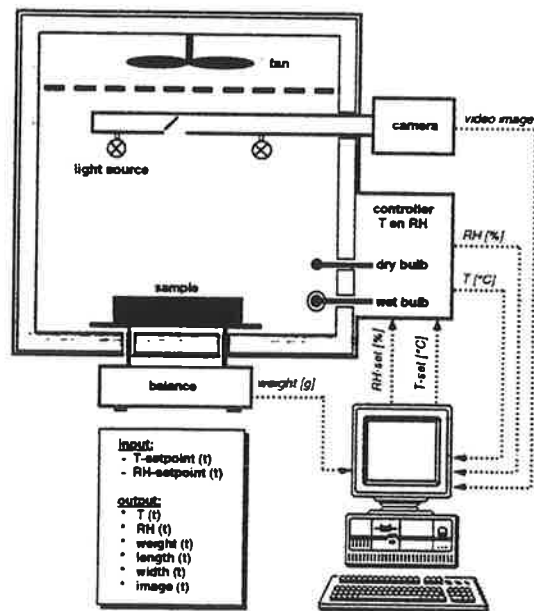 fan
camera
video image
light source
controller
T en RH
RH [%]
dry bulb
T [°C]
sample
wet bulb
RH-set [%]
T-set [°C]
balance
weight [g]
input:
- T-setpoint (t)
- RH-setpoint (t)
output:
* T (t)
* RH (t)
* weight (t)
* length (t)
* width (t)
* image (t)